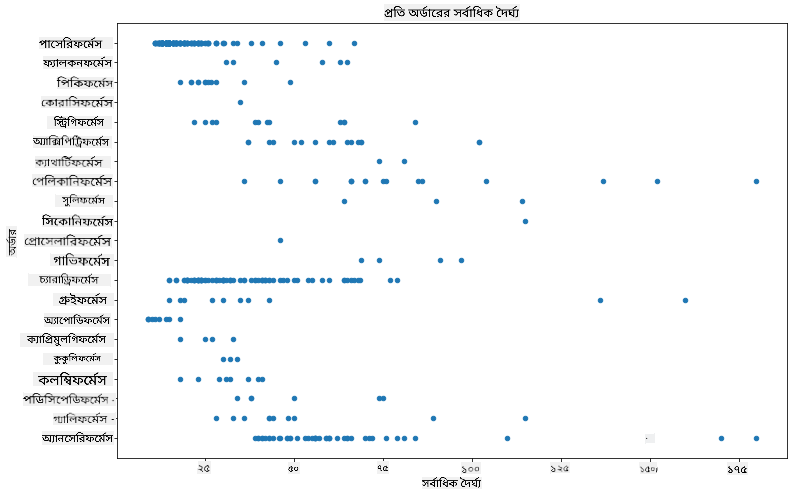 প্রতি অর্ডারের সর্বাধিক দৈর্ঘ্য
পাসেরিফর্মেস
ফ্যালকনফর্মেস
পিকিফর্মেস
কোরাসিফর্মেস
স্ট্রিগিফর্মেস
অ্যাক্সিপিট্রিফর্মেস
ক্যাথার্টিফর্মেস
পেলিকানিফর্মেস
সুলিফর্মেস
সিকোনিফর্মেস
প্রোসেলারিফর্মেস
গাভিফর্মেস
চ্যারাড্রিফর্মেস
গ্রুইফর্মেস
অ্যাপোডিফর্মেস
ক্যাপ্রিমুলগিফর্মেস
কুকুলিফর্মেস
কলম্বিফর্মেস
পডিসিপেডিফর্মেস
গ্যালিফর্মেস
অ্যানসেরিফর্মেস
অর্ডার
২৫ ৫০ ৭৫ ১০০ ১২৫ ১৫০ ১৭৫
সর্বাধিক দৈর্ঘ্য